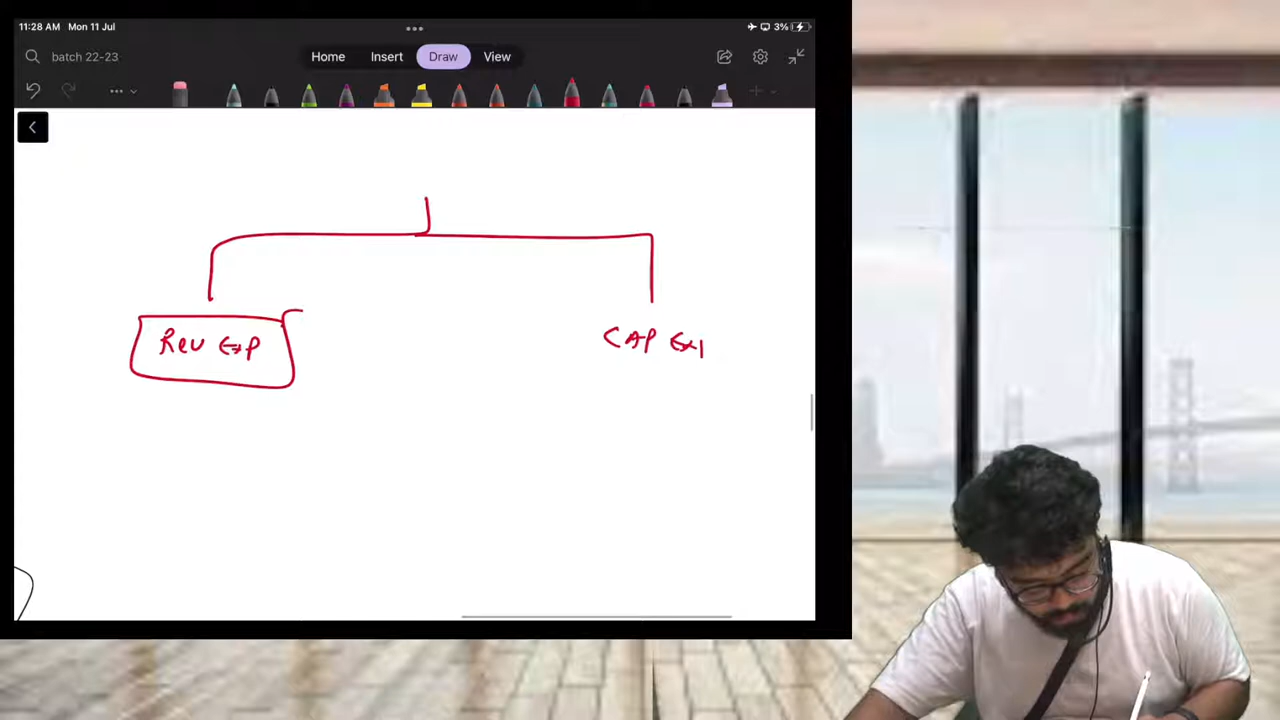 11:28 AM Mon 11 Jul
3%
batch 22-23
Home Insert Draw View
Rev Exp CAP Ex